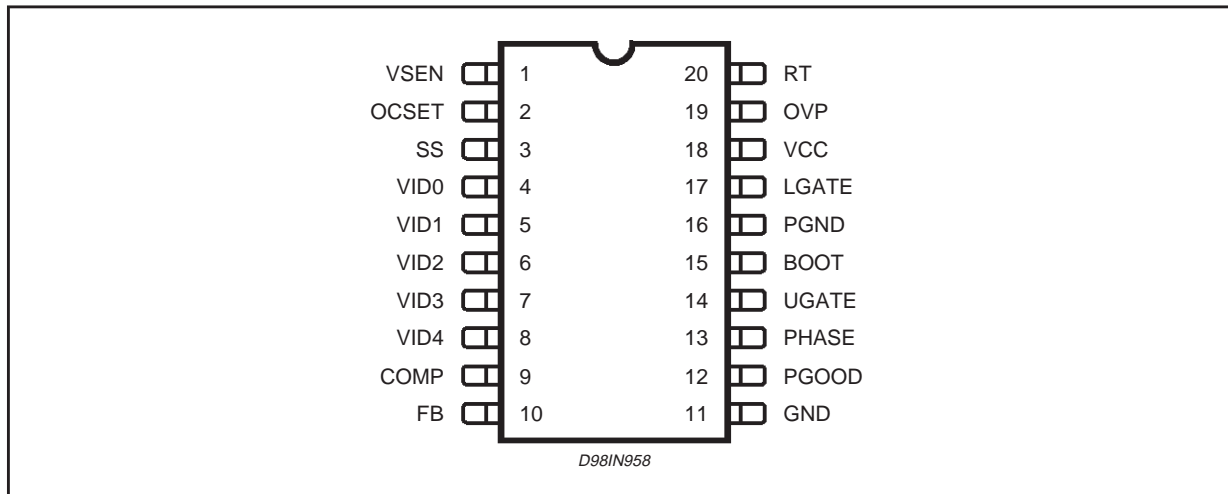 VSEN 1 20 RT
OCSET 2 19 OVP
SS 3 18 VCC
VID0 4 17 LGATE
VID1 5 16 PGND
VID2 6 15 BOOT
VID3 7 14 UGATE
VID4 8 13 PHASE
COMP 9 12 PGOOD
FB 10 11 GND
D98IN958